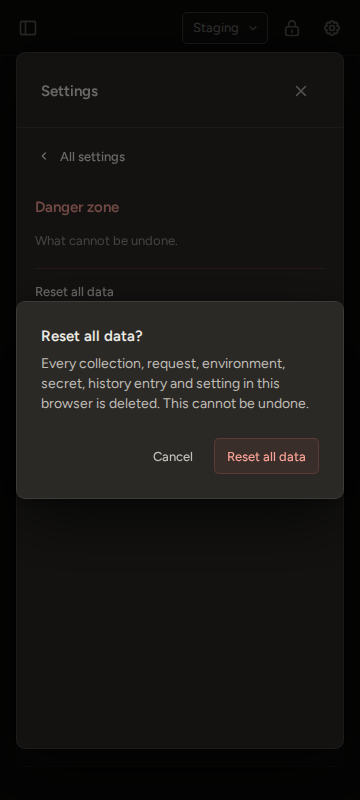 Staging
Settings
All settings
Danger zone
What cannot be undone.
Reset all data
Reset all data?
Every collection, request, environment,
secret, history entry and setting in this
browser is deleted. This cannot be undone.
Cancel
Reset all data